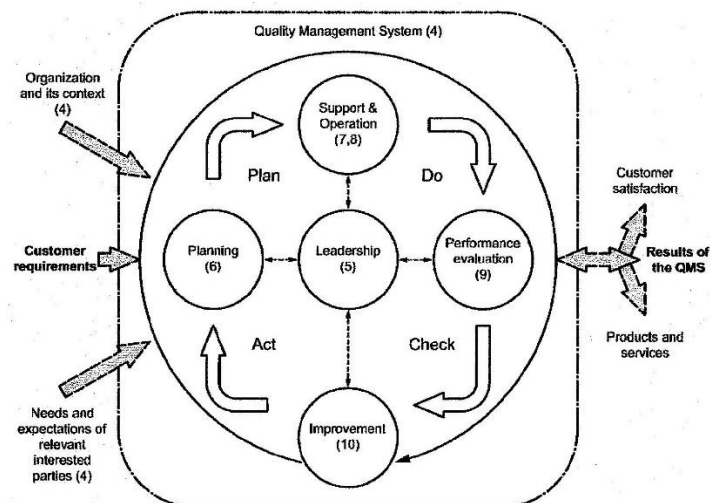 Quality Management System (4)
Organization
and its context
(4)
Support &
Operation
(7,8)
Plan
Do
Customer
satisfaction
Customer
requirements
Planning
(6)
Leadership
(5)
Performance
evaluation
(9)
Results of
the QMS
Act
Check
Products and
services
Needs and
expectations of
relevant
interested
parties (4)
Improvement
(10)